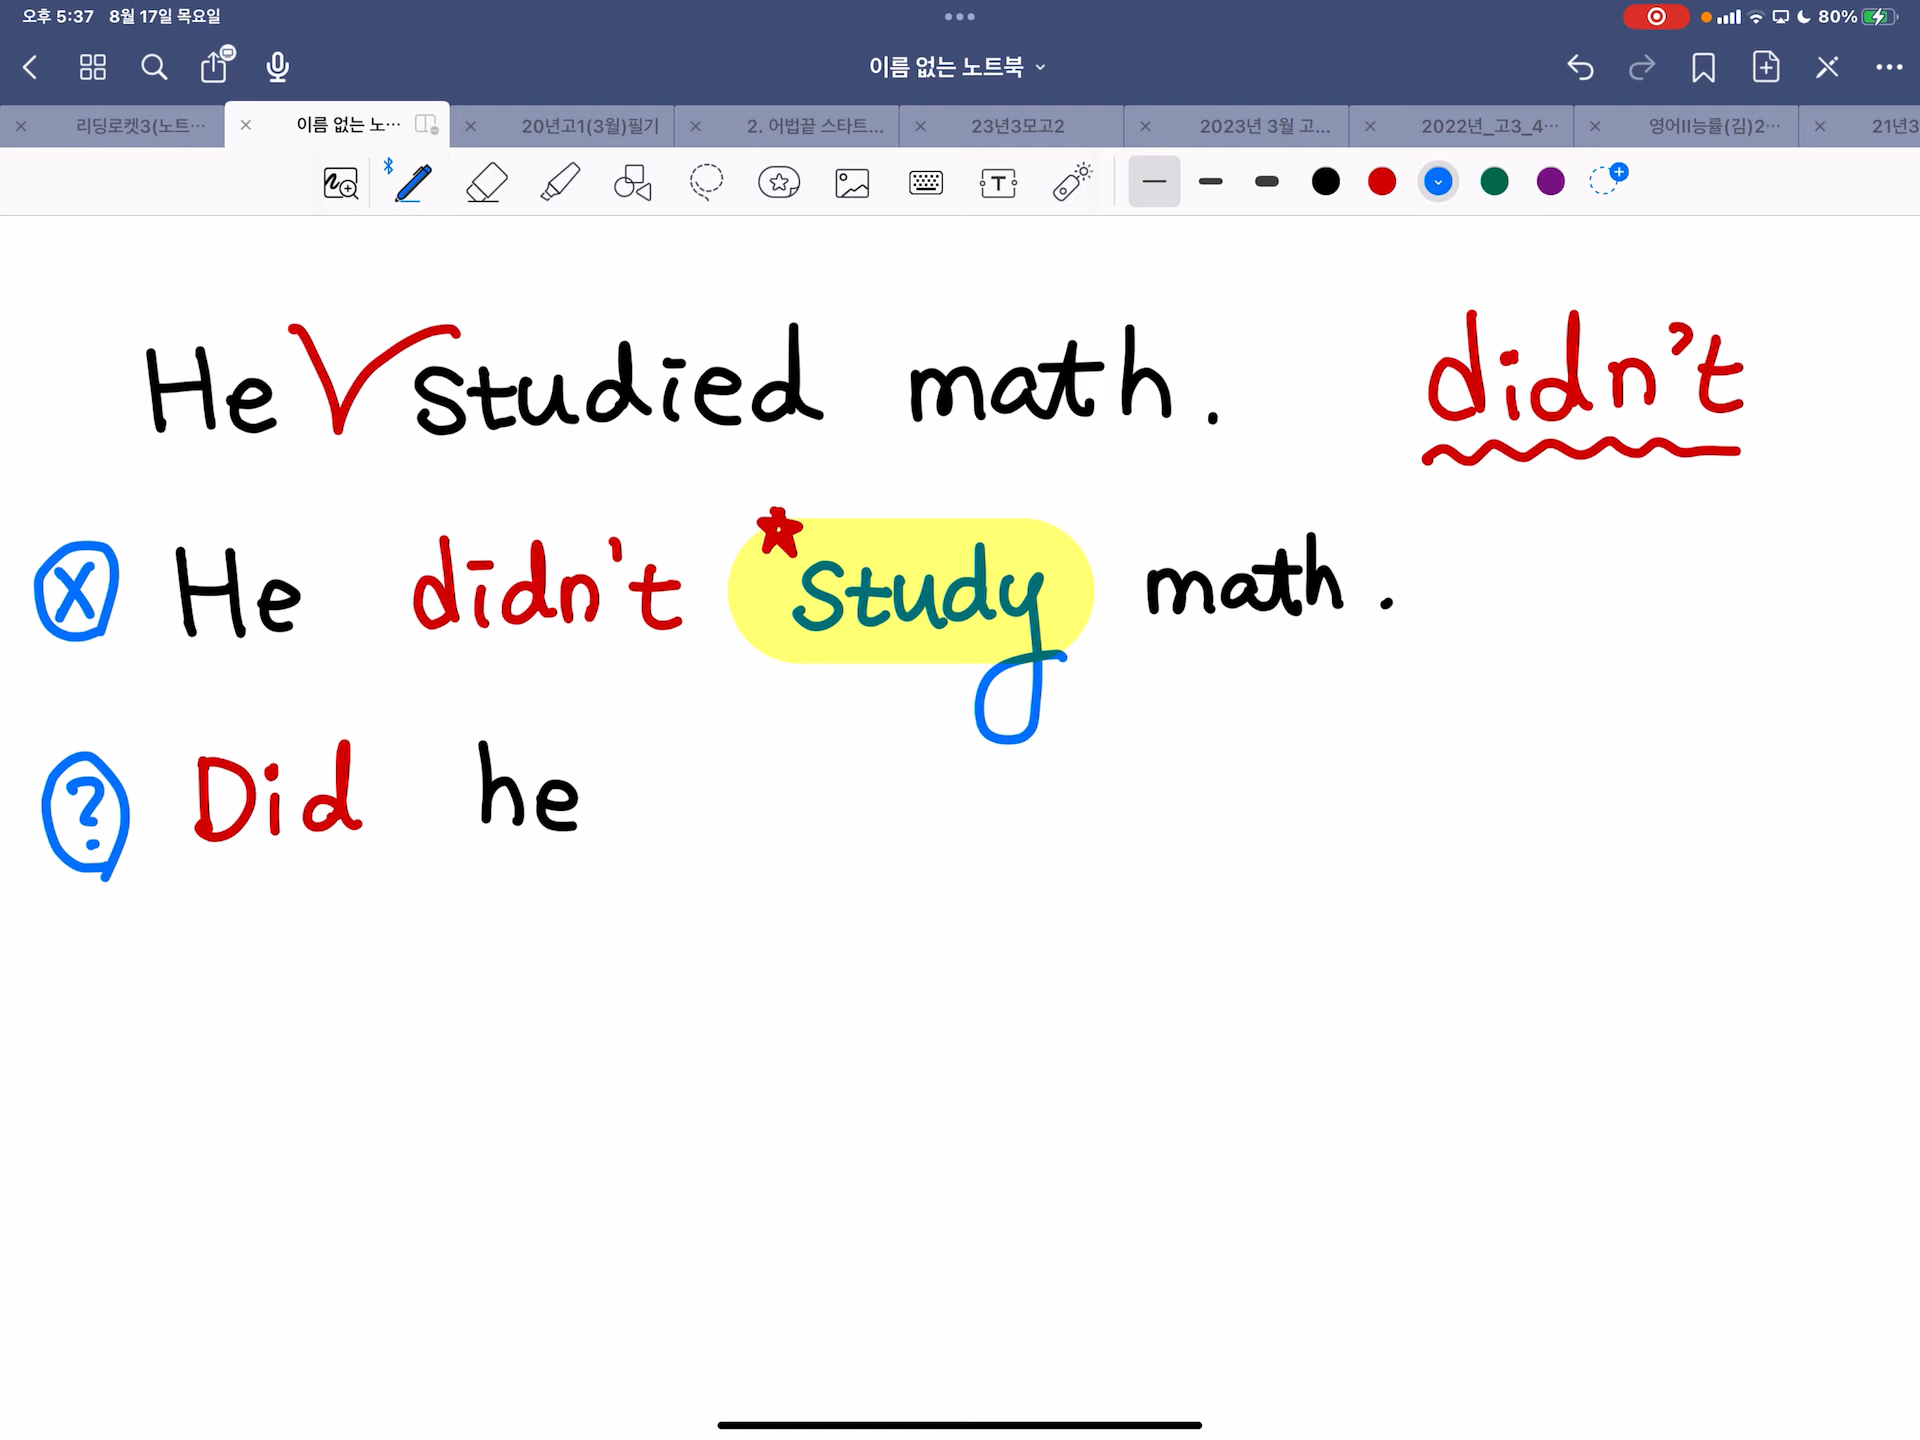 오후 5:37 8월 17일 목요일 80%
이름 없는 노트북
리딩로켓3(노트… 이름 없는 노… 20년고1(3월)필기 2. 어법끝 스타트... 23년3모고2 2023년 3월 고... 2022년_고3_4… 영어II능률(김)2… 21년3
T
He V studied math. didn't
X He didn't study math.
? Did he